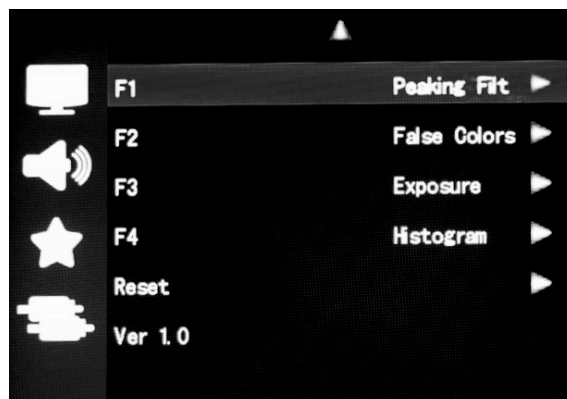 F1 Peaking Filt
F2 False Colors
F3 Exposure
F4 Histogram
Reset
Ver 1.0